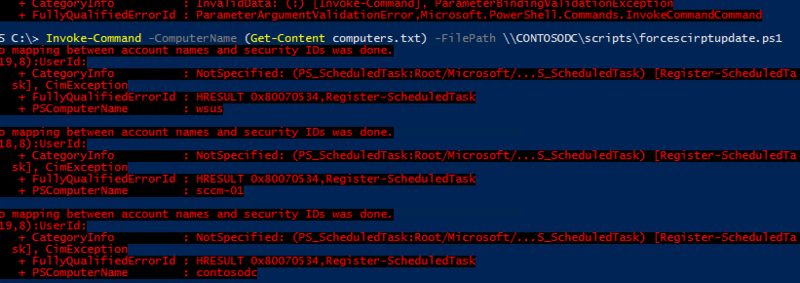 + CategoryInfo : InvalidData: (:) [Invoke-Command], ParameterBindingValidationException
+ FullyQualifiedErrorId : ParameterArgumentValidationError,Microsoft.PowerShell.Commands.InvokeCommandCommand
S C:\> Invoke-Command -ComputerName (Get-Content computers.txt) -FilePath \\CONTOSODC\scripts\forcescirptupdate.ps1
o mapping between account names and security IDs was done.
19,8):UserId:
+ CategoryInfo : NotSpecified: (PS_ScheduledTask:Root/Microsoft/...S_ScheduledTask) [Register-ScheduledTa
sk], CimException
+ FullyQualifiedErrorId : HRESULT 0x80070534,Register-ScheduledTask
+ PSComputerName : wsus
o mapping between account names and security IDs was done.
18,8):UserId:
+ CategoryInfo : NotSpecified: (PS_ScheduledTask:Root/Microsoft/...S_ScheduledTask) [Register-ScheduledTa
sk], CimException
+ FullyQualifiedErrorId : HRESULT 0x80070534,Register-ScheduledTask
+ PSComputerName : sccm-01
o mapping between account names and security IDs was done.
19,8):UserId:
+ CategoryInfo : NotSpecified: (PS_ScheduledTask:Root/Microsoft/...S_ScheduledTask) [Register-ScheduledTa
sk], CimException
+ FullyQualifiedErrorId : HRESULT 0x80070534,Register-ScheduledTask
+ PSComputerName : contosodc